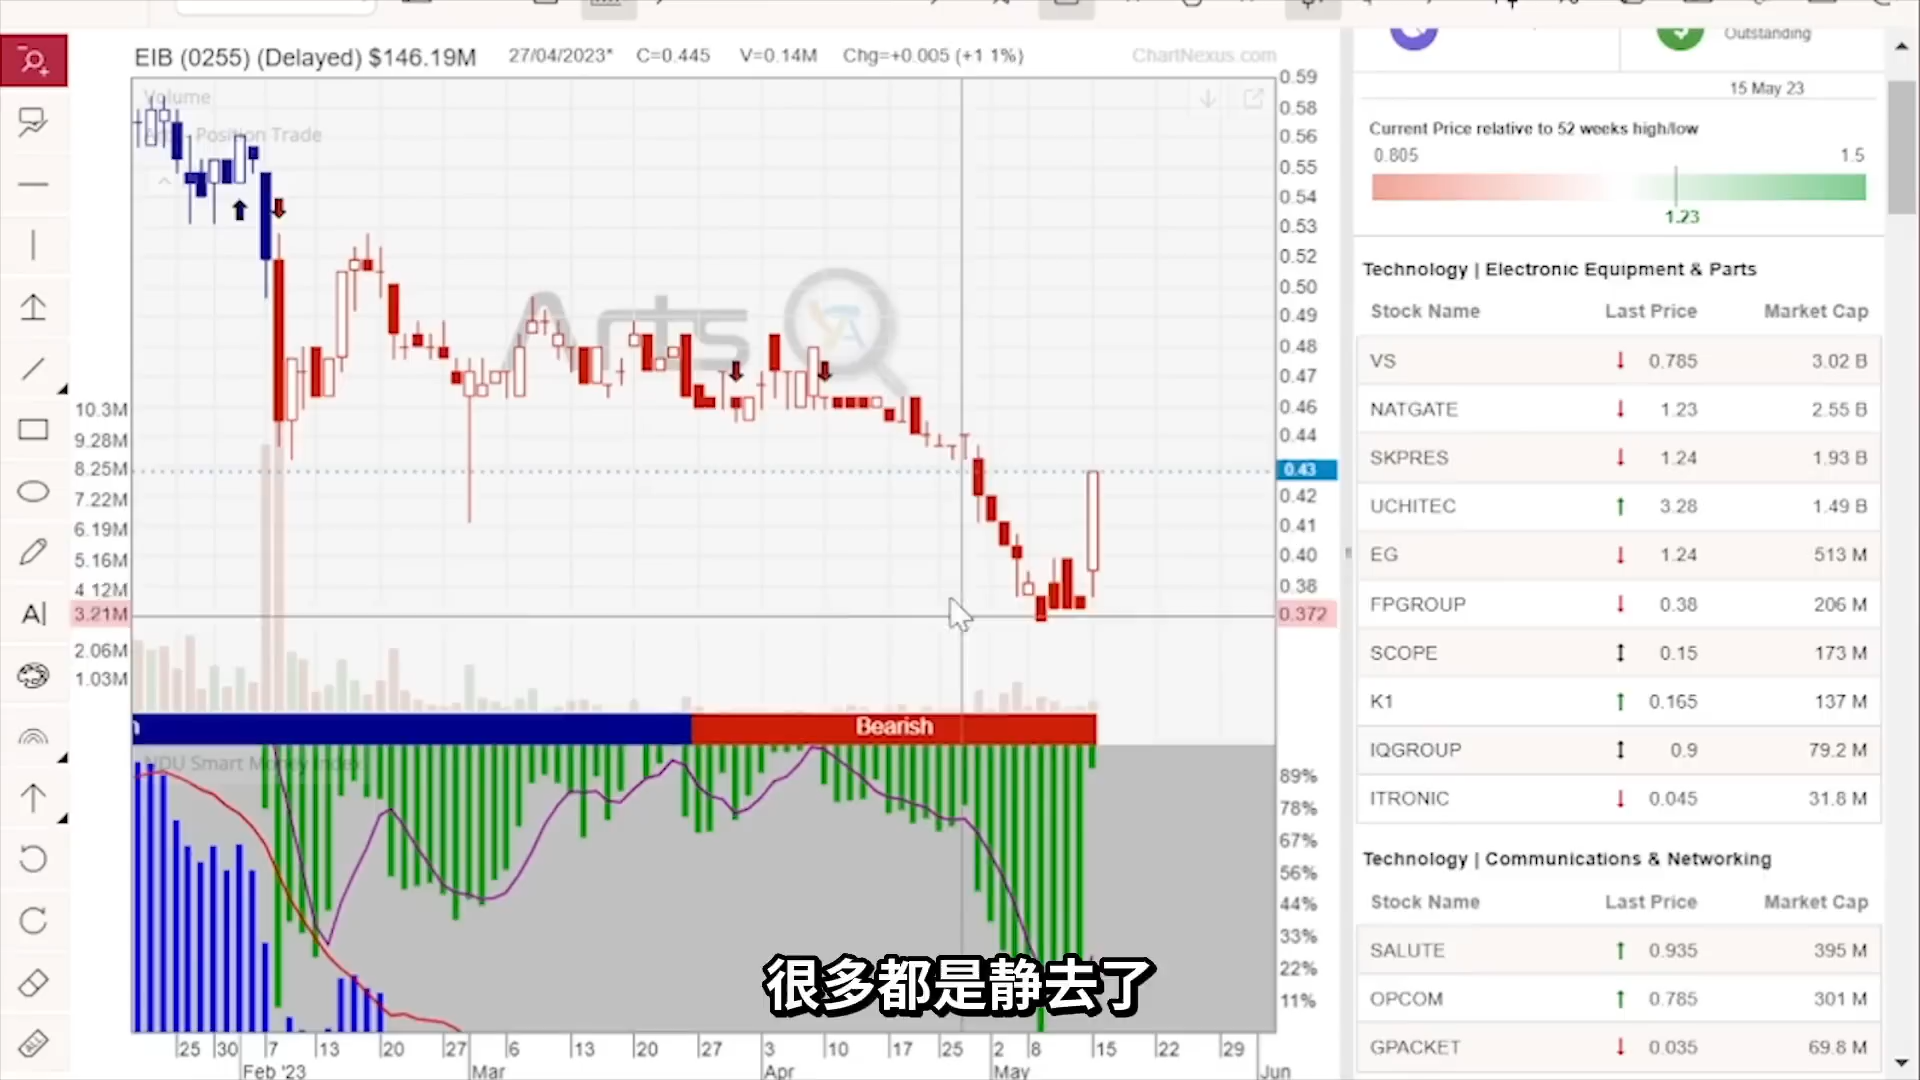 EIB (0255) (Delayed) $146.19M 27/04/2023* C=0.445 V=0.14M Chg=+0.005 (+1 1%) ChartNexus.com
Volume
Position Trade
Arts
0.59
0.58
0.56
0.55
0.54
0.53
0.52
0.50
0.49
0.48
0.47
0.46
0.44
0.43
0.42
0.41
0.40
0.38
0.372
10.3M
9.28M
8.25M
7.22M
6.19M
5.16M
4.12M
3.21M
2.06M
1.03M
Bearish
NDU Smart Money Index
89%
78%
67%
56%
44%
33%
22%
11%
很多都是静去了
25 30 7 13 20 27 6 13 20 27 3 10 17 25 2 8 15 22 29
Feb '23 Mar Apr May Jun
A
ALL
Outstanding
15 May 23
Current Price relative to 52 weeks high/low
0.805 1.5
1.23
Technology | Electronic Equipment & Parts
Stock Name Last Price Market Cap
VS 0.785 3.02 B
NATGATE 1.23 2.55 B
SKPRES 1.24 1.93 B
UCHITEC 3.28 1.49 B
EG 1.24 513 M
FPGROUP 0.38 206 M
SCOPE 0.15 173 M
K1 0.165 137 M
IQGROUP 0.9 79.2 M
ITRONIC 0.045 31.8 M
Technology | Communications & Networking
Stock Name Last Price Market Cap
SALUTE 0.935 395 M
OPCOM 0.785 301 M
GPACKET 0.035 69.8 M